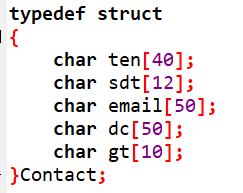 typedef struct
{
    char ten[40];
    char sdt[12];
    char email[50];
    char dc[50];
    char gt[10];
}Contact;